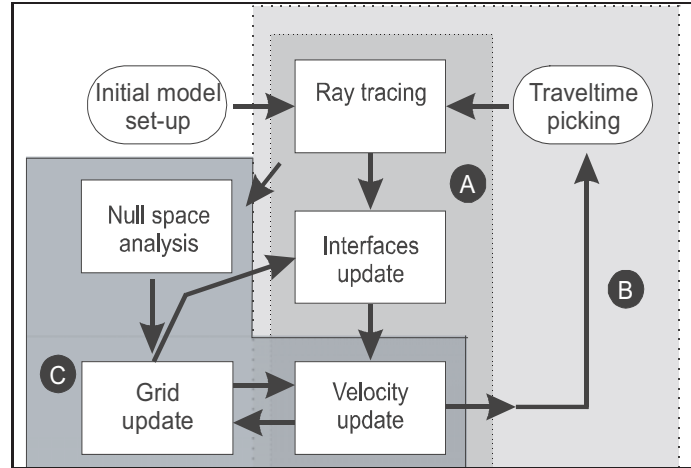 Initial model
set-up
Ray tracing
Traveltime
picking
A
Null space
analysis
Interfaces
update
B
C
Grid
update
Velocity
update